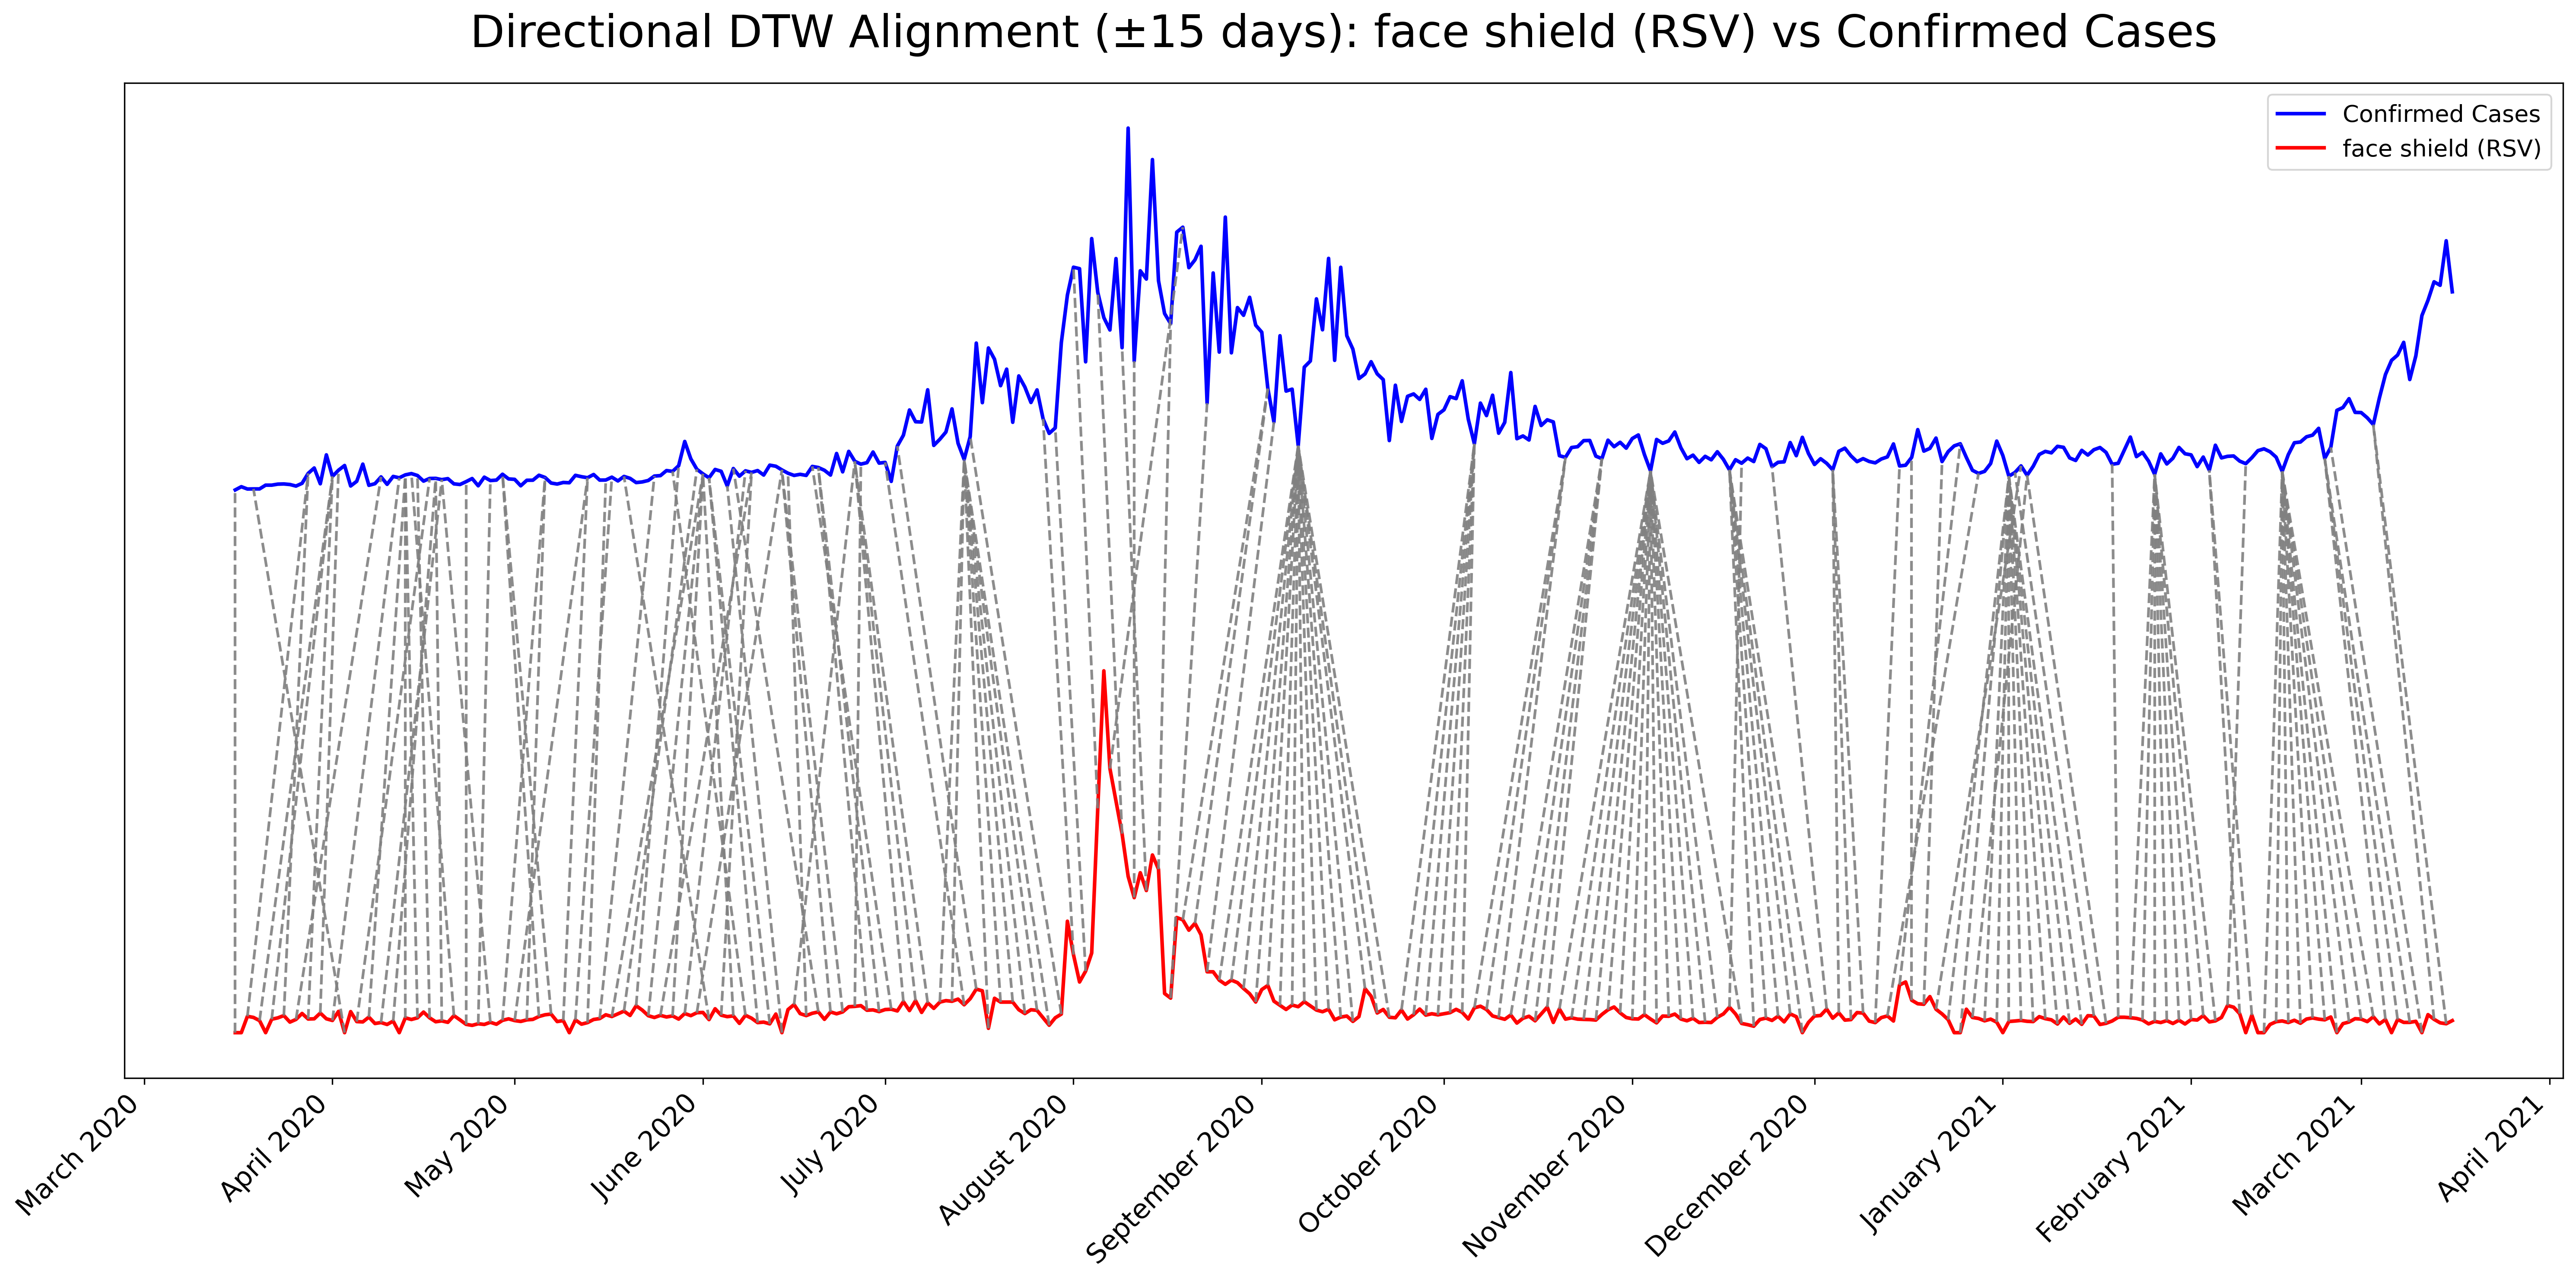 Directional DTW Alignment (±15 days): face shield (RSV) vs Confirmed Cases
Confirmed Cases
face shield (RSV)
March 2020
April 2020
May 2020
June 2020
July 2020
August 2020
September 2020
October 2020
November 2020
December 2020
January 2021
February 2021
March 2021
April 2021